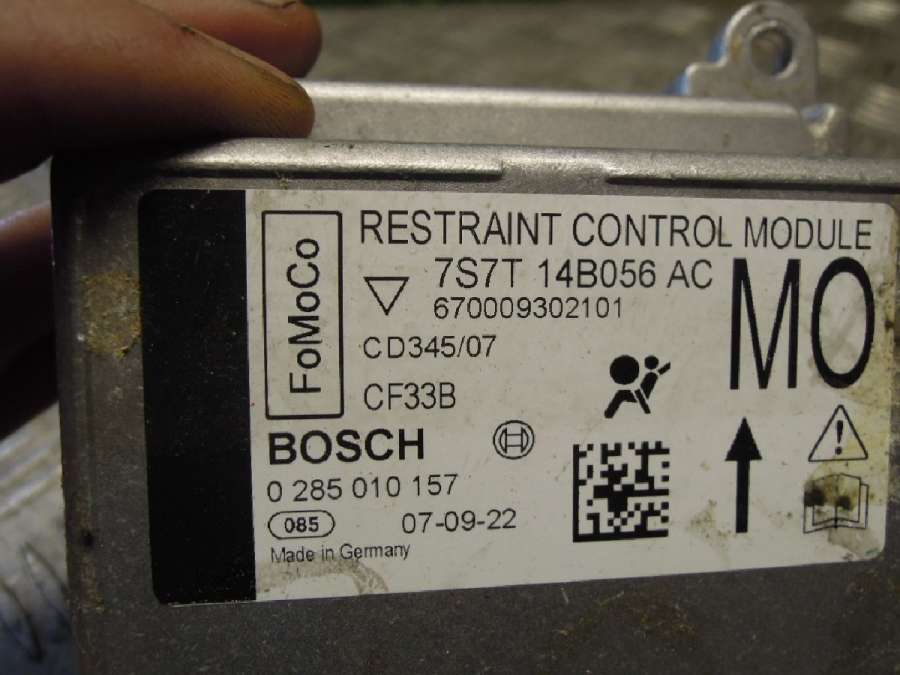 FoMoCo
RESTRAINT CONTROL MODULE
7S7T 14B056 AC
670009302101
MO
CD345/07
CF33B
BOSCH
0 285 010 157
085
07-09-22
Made in Germany